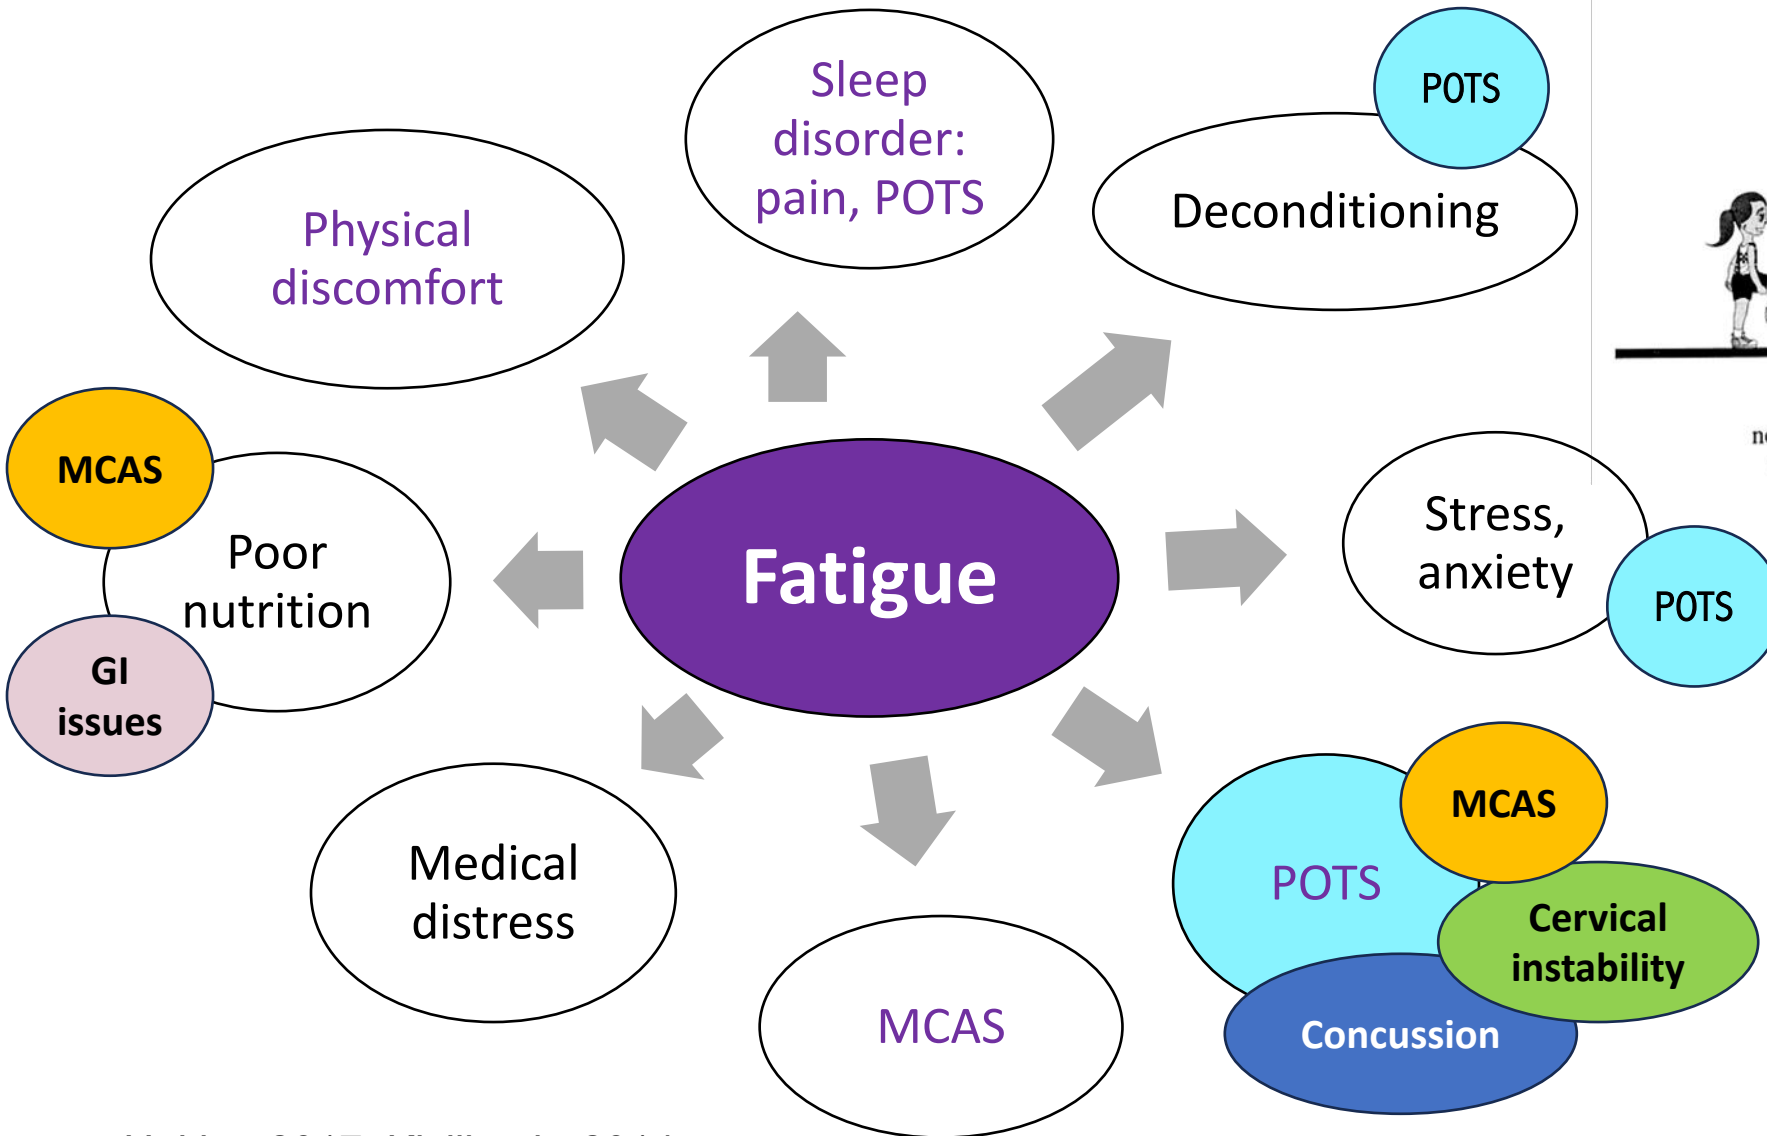 Sleep
disorder:
pain, POTS
POTS
Deconditioning
Physical
discomfort
MCAS
Poor
nutrition
GI
issues
Fatigue
Stress,
anxiety
POTS
Medical
distress
MCAS
POTS
MCAS
Cervical
instability
Concussion